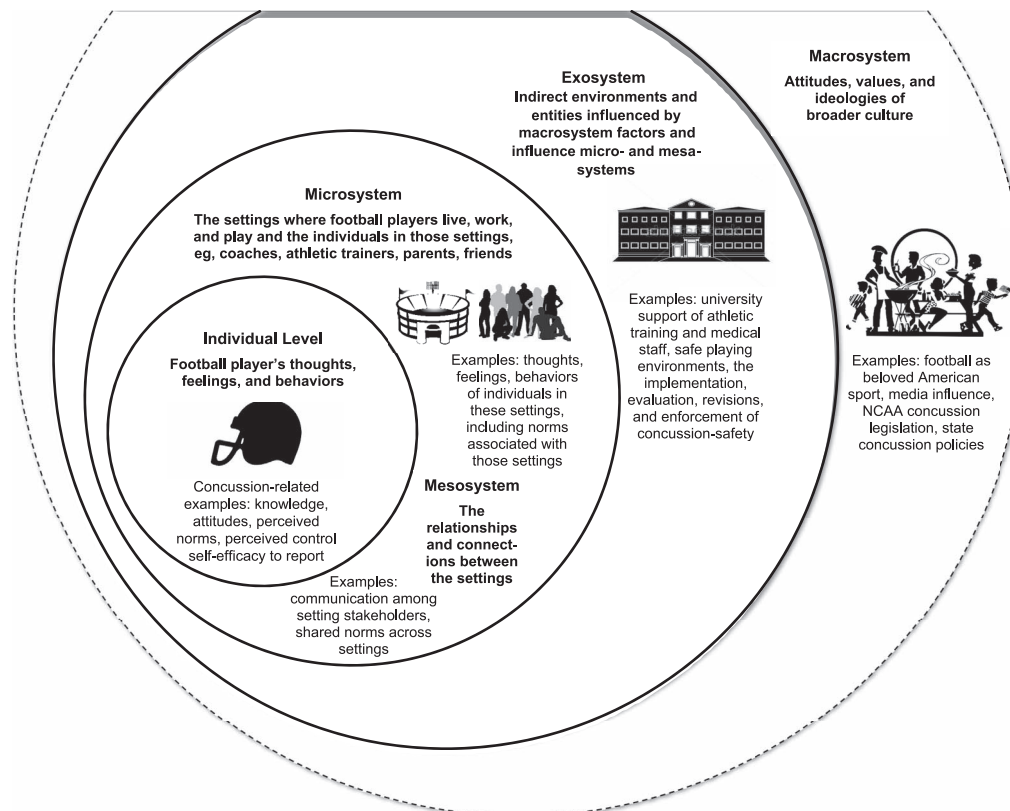 Macrosystem
Attitudes, values, and
ideologies of
broader culture
Exosystem
Indirect environments and
entities influenced by
macrosystem factors and
influence micro- and mesa-
systems
Microsystem
The settings where football players live, work,
and play and the individuals in those settings,
eg, coaches, athletic trainers, parents, friends
Individual Level
Football player's thoughts,
feelings, and behaviors
Concussion-related
examples: knowledge,
attitudes, perceived
norms, perceived control
self-efficacy to report
Examples: thoughts,
feelings, behaviors
of individuals in
these settings,
including norms
associated with
those settings
Mesosystem
The
relationships
and connect-
ions between
the settings
Examples:
communication among
setting stakeholders,
shared norms across
settings
Examples: university
support of athletic
training and medical
staff, safe playing
environments, the
implementation,
evaluation, revisions,
and enforcement of
concussion-safety
Examples: football as
beloved American
sport, media influence,
NCAA concussion
legislation, state
concussion policies